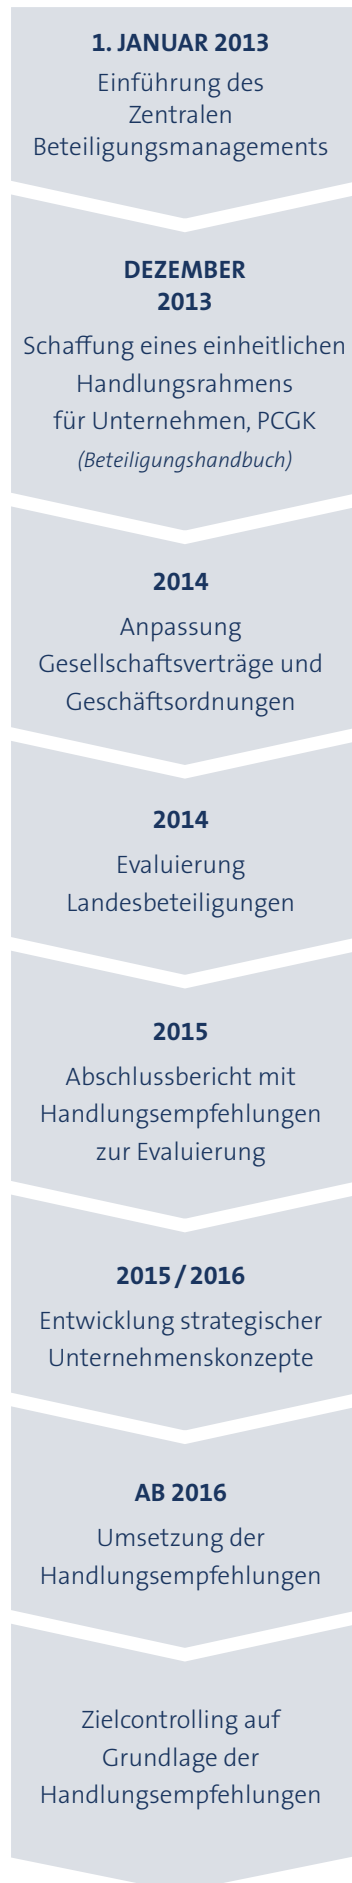 1. JANUAR 2013
Einführung des
Zentralen
Beteiligungsmanagements
DEZEMBER
2013
Schaffung eines einheitlichen
Handlungsrahmens
für Unternehmen, PCGK
(Beteiligungshandbuch)
2014
Anpassung
Gesellschaftsverträge und
Geschäftsordnungen
2014
Evaluierung
Landesbeteiligungen
2015
Abschlussbericht mit
Handlungsempfehlungen
zur Evaluierung
2015 / 2016
Entwicklung strategischer
Unternehmenskonzepte
AB 2016
Umsetzung der
Handlungsempfehlungen
Zielcontrolling auf
Grundlage der
Handlungsempfehlungen